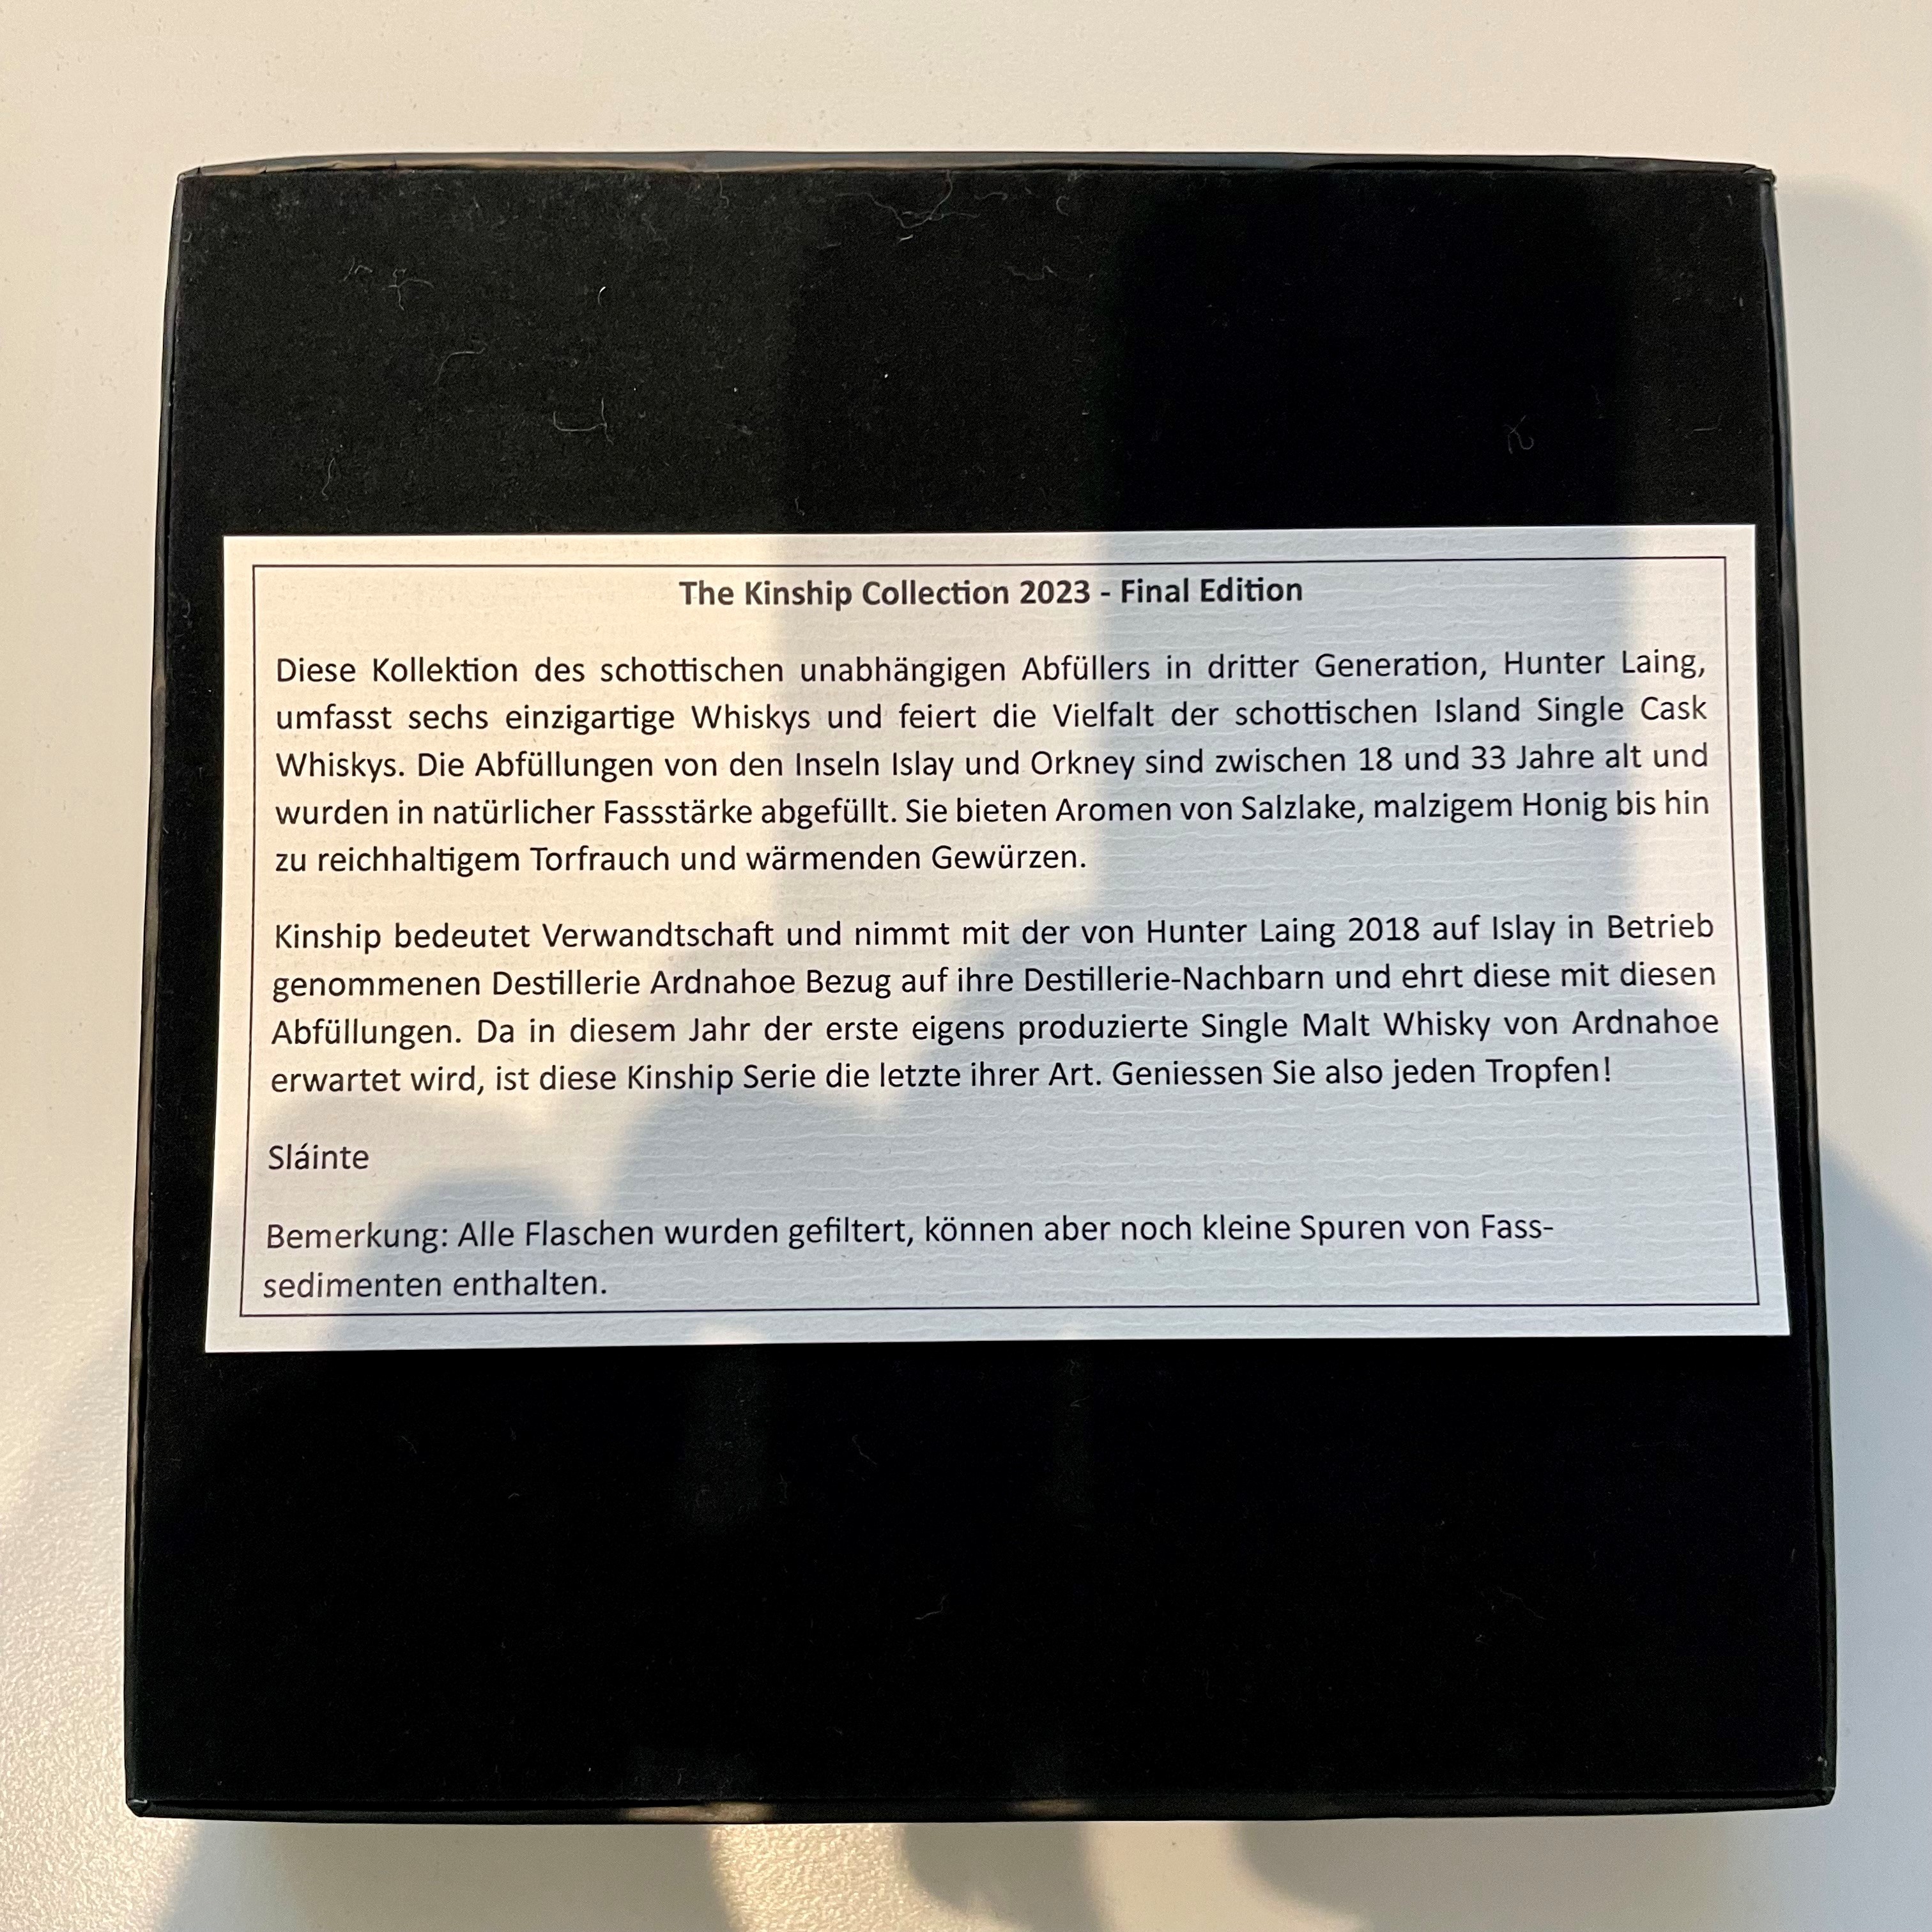 The Kinship Collection 2023 - Final Edition
Diese Kollektion des schottischen unabhängigen Abfüllers in dritter Generation, Hunter Laing,
umfasst sechs einzigartige Whiskys und feiert die Vielfalt der schottischen Island Single Cask
Whiskys. Die Abfüllungen von den Inseln Islay und Orkney sind zwischen 18 und 33 Jahre alt und
wurden in natürlicher Fassstärke abgefüllt. Sie bieten Aromen von Salzlake, malzigem Honig bis hin
zu reichhaltigem Torfrauch und wärmenden Gewürzen.
Kinship bedeutet Verwandtschaft und nimmt mit der von Hunter Laing 2018 auf Islay in Betrieb
genommenen Destillerie Ardnahoe Bezug auf ihre Destillerie-Nachbarn und ehrt diese mit diesen
Abfüllungen. Da in diesem Jahr der erste eigens produzierte Single Malt Whisky von Ardnahoe
erwartet wird, ist diese Kinship Serie die letzte ihrer Art. Geniessen Sie also jeden Tropfen!
Sláinte
Bemerkung: Alle Flaschen wurden gefiltert, können aber noch kleine Spuren von Fass-
sedimenten enthalten.